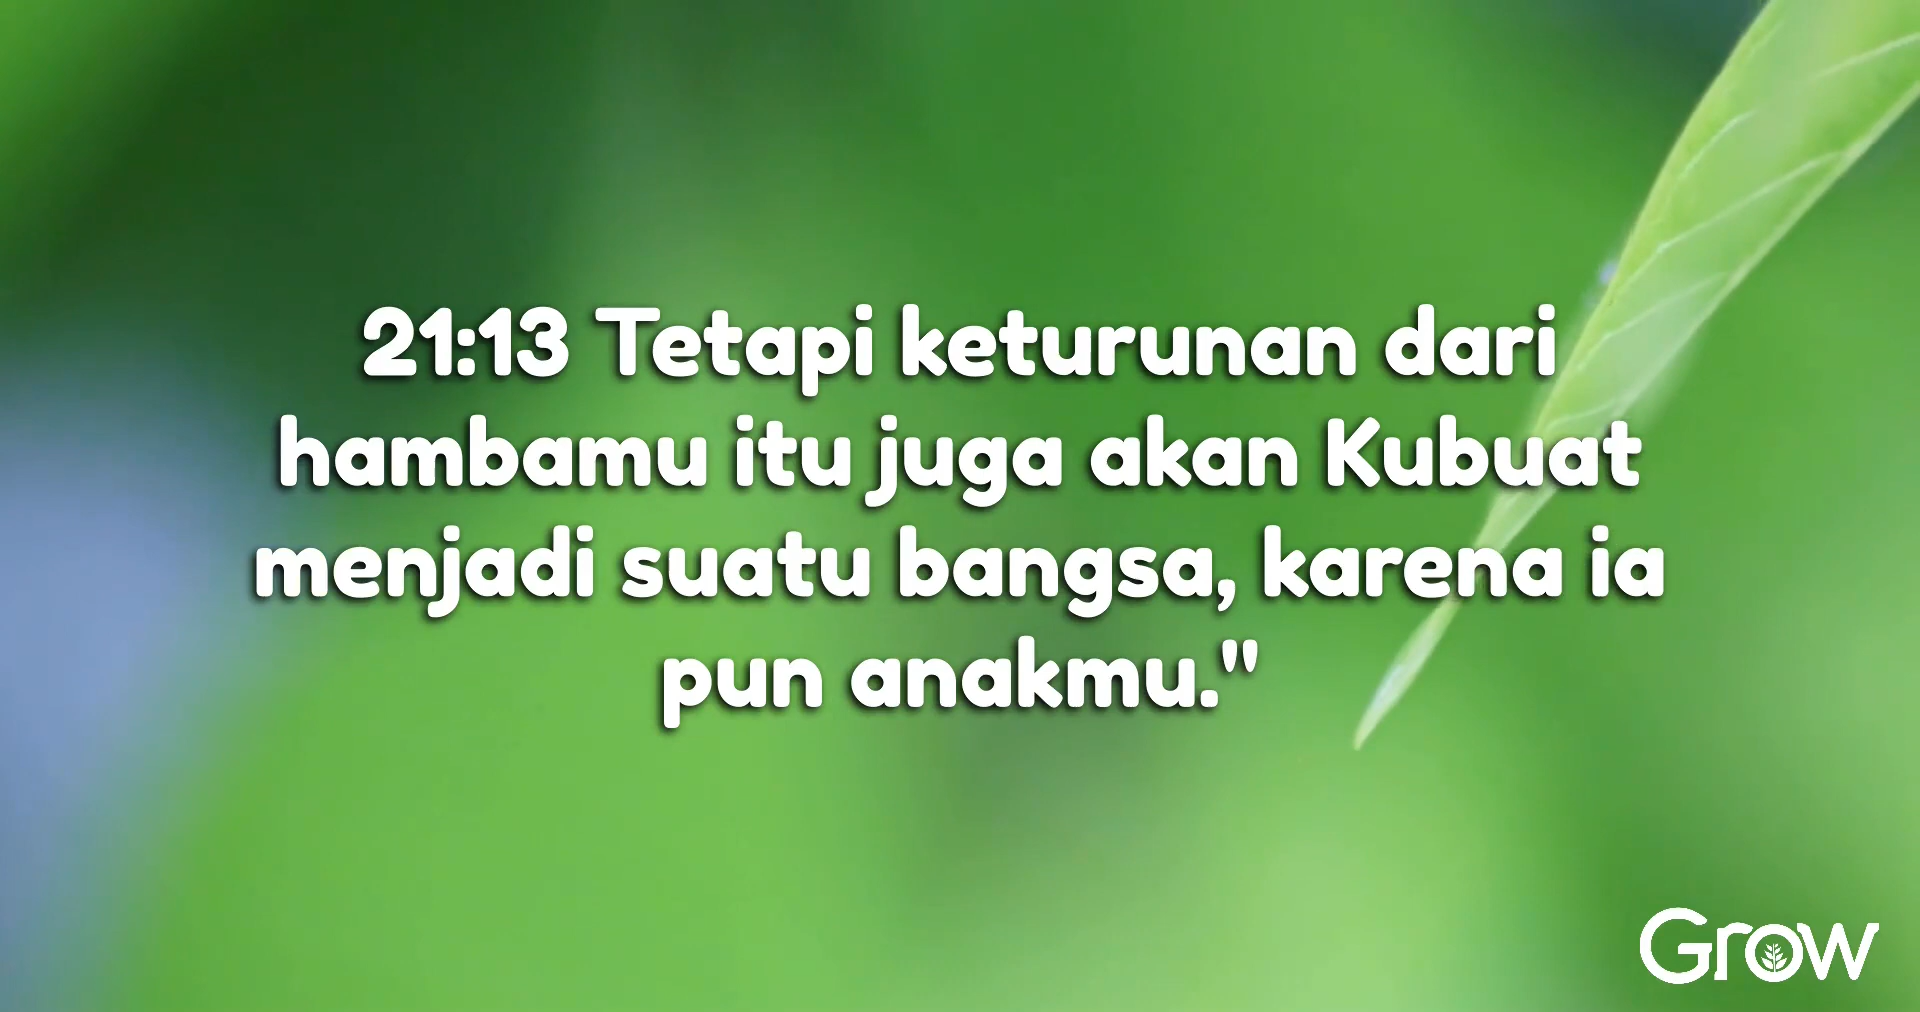 21:13 Tetapi keturunan dari
hambamu itu juga akan Kubuat
menjadi suatu bangsa, karena ia
pun anakmu."
Grow